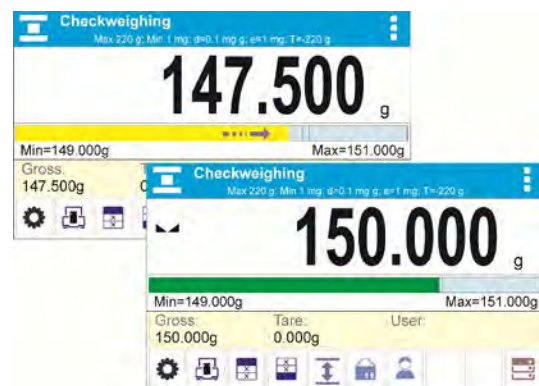 Checkweighing
Max 220 g; Min 1 mg; d=0.1 mg g; e=1 mg; T=-220 g
147.500 g
Min=149.000g Max=151.000g
Gross:
147.500g
Checkweighing
Max 220 g; Min 1 mg; d=0.1 mg g; e=1 mg; T=-220 g
150.000 g
Min=149.000g Max=151.000g
Gross: Tare: User:
150.000g 0.000g